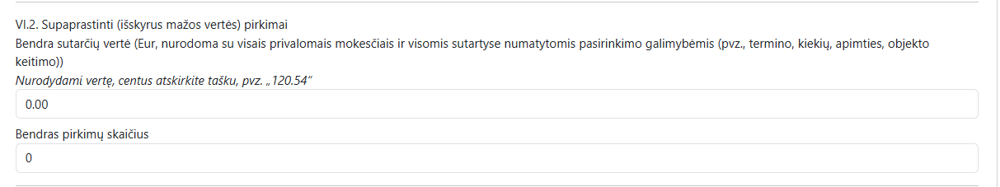 VI.2. Supaprastinti (išskyrus mažos vertės) pirkimai
Bendra sutarčių vertė (Eur, nurodoma su visais privalomais mokesčiais ir visomis sutartyse numatytomis pasirinkimo galimybėmis (pvz., termino, kiekių, apimties, objekto
keitimo))
Nurodydami vertę, centus atskirkite tašku, pvz. „120.54“
0.00
Bendras pirkimų skaičius
0